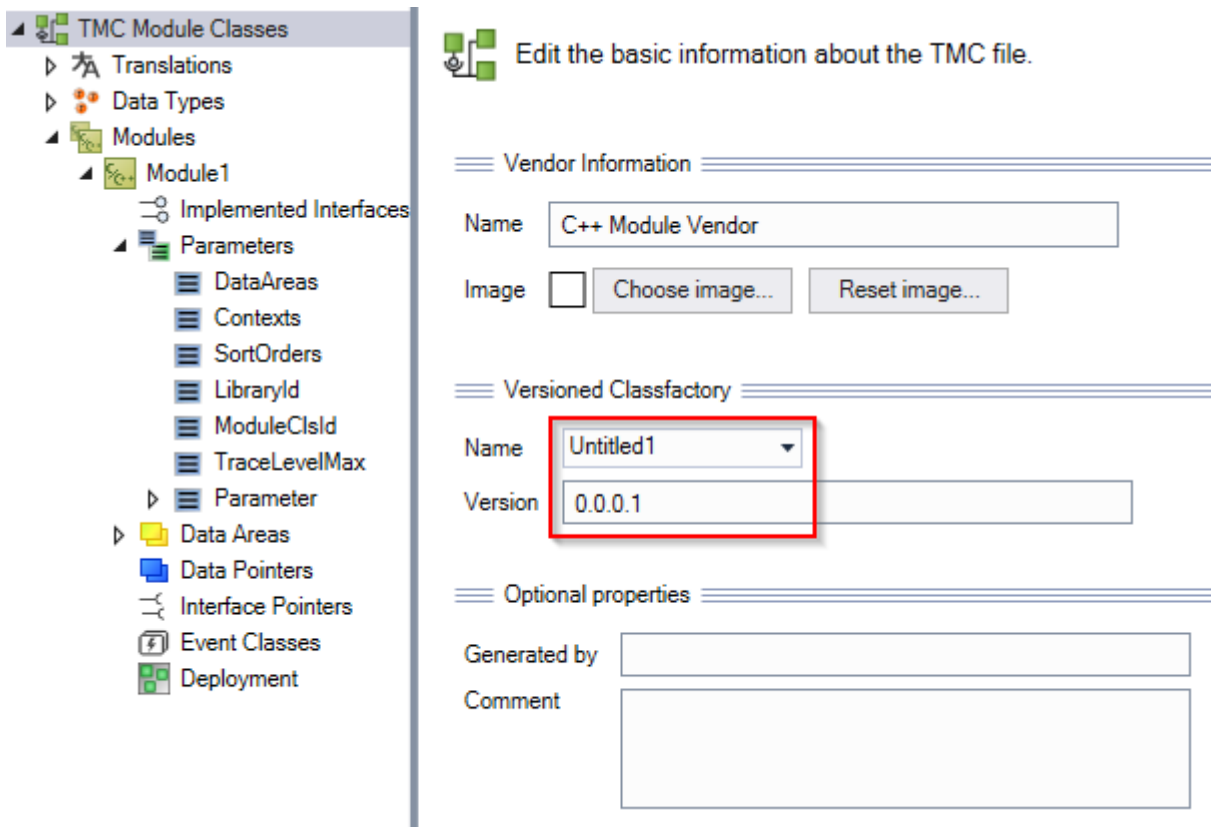 TMC Module Classes
Translations
Data Types
Modules
Module1
Implemented Interfaces
Parameters
DataAreas
Contexts
SortOrders
LibraryId
ModuleClsId
TraceLevelMax
Parameter
Data Areas
Data Pointers
Interface Pointers
Event Classes
Deployment
Edit the basic information about the TMC file.
Vendor Information
Name C++ Module Vendor
Image Choose image... Reset image...
Versioned Classfactory
Name Untitled1
Version 0.0.0.1
Optional properties
Generated by
Comment